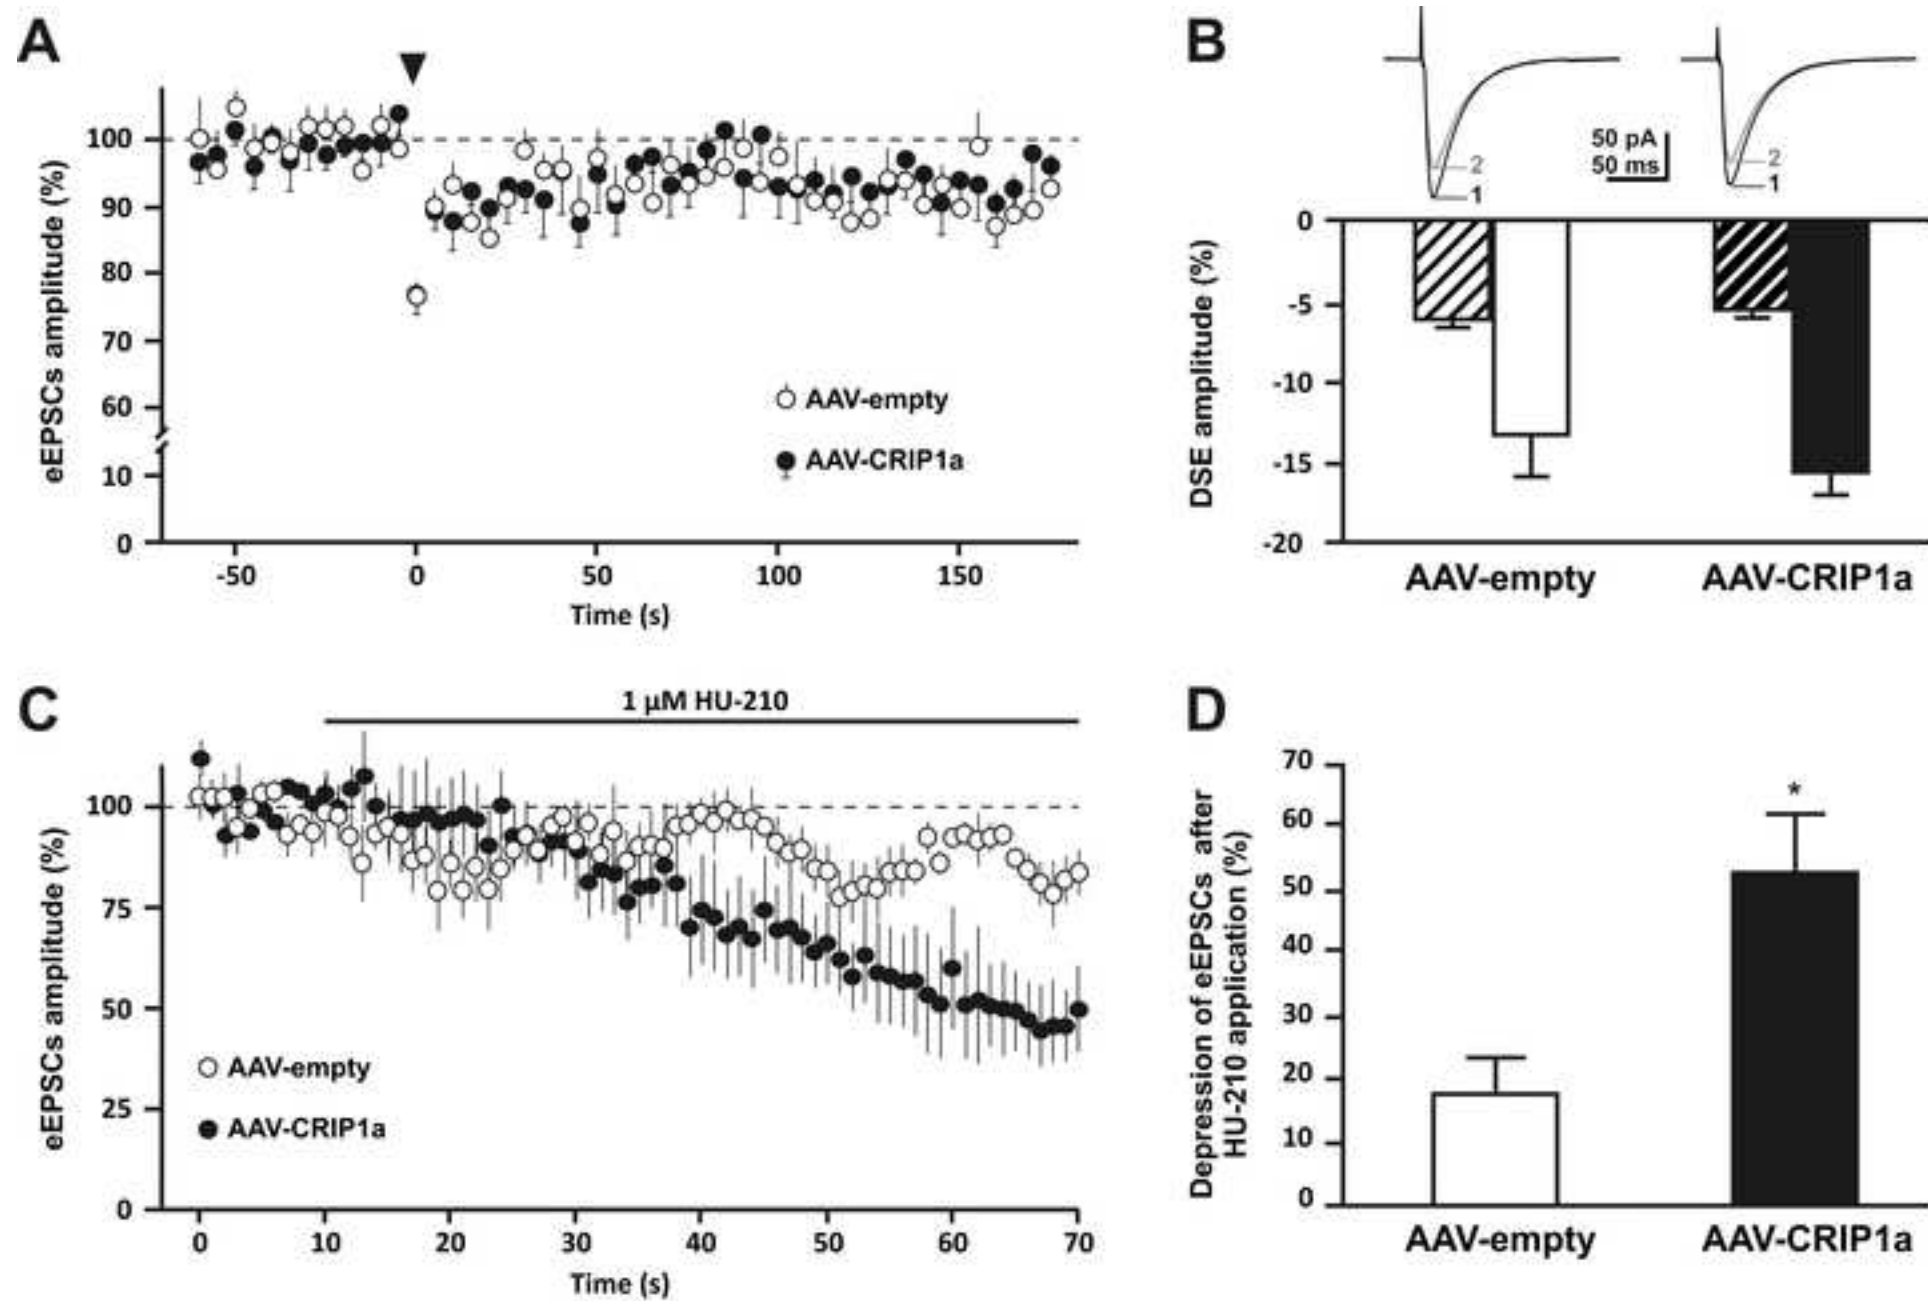 A
eEPSCs amplitude (%)
100
90
80
70
60
10
0
-50
0
50
100
150
Time (s)
AAV-empty
AAV-CRIP1a
B
2
1
50 pA
50 ms
2
1
DSE amplitude (%)
0
-5
-10
-15
-20
AAV-empty
AAV-CRIP1a
C
1 µM HU-210
eEPSCs amplitude (%)
100
75
50
25
0
AAV-empty
AAV-CRIP1a
0
10
20
30
40
50
60
70
Time (s)
D
Depression of eEPSCs after
HU-210 application (%)
70
60
50
40
30
20
10
0
*
AAV-empty
AAV-CRIP1a